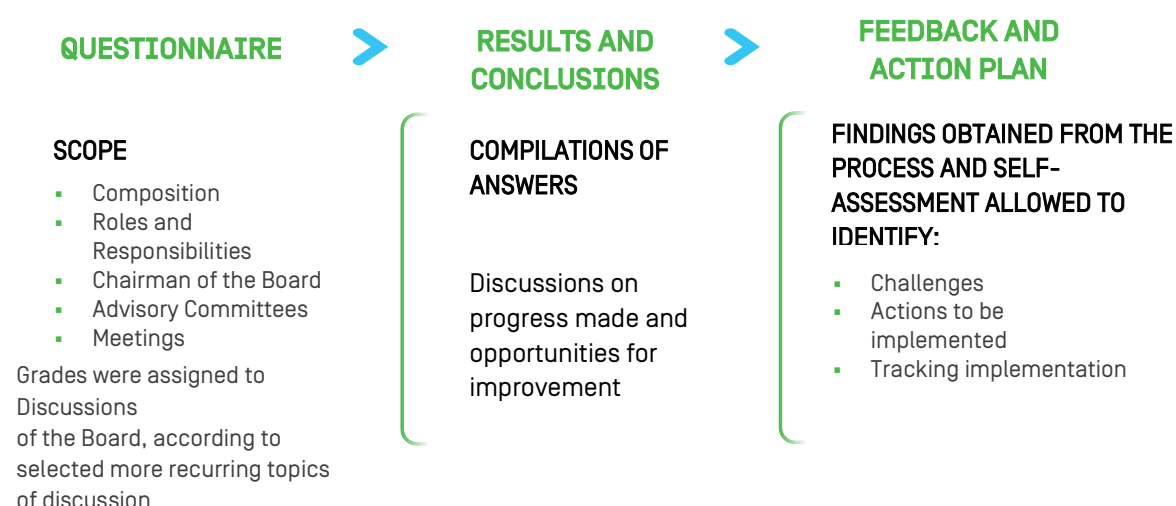 QUESTIONNAIRE
SCOPE
▪ Composition
▪ Roles and
Responsibilities
▪ Chairman of the Board
▪ Advisory Committees
▪ Meetings
Grades were assigned to
Discussions
of the Board, according to
selected more recurring topics
of discussion
RESULTS AND
CONCLUSIONS
COMPILATIONS OF
ANSWERS
Discussions on
progress made and
opportunities for
improvement
FEEDBACK AND
ACTION PLAN
FINDINGS OBTAINED FROM THE
PROCESS AND SELF-
ASSESSMENT ALLOWED TO
IDENTIFY:
▪ Challenges
▪ Actions to be
implemented
▪ Tracking implementation